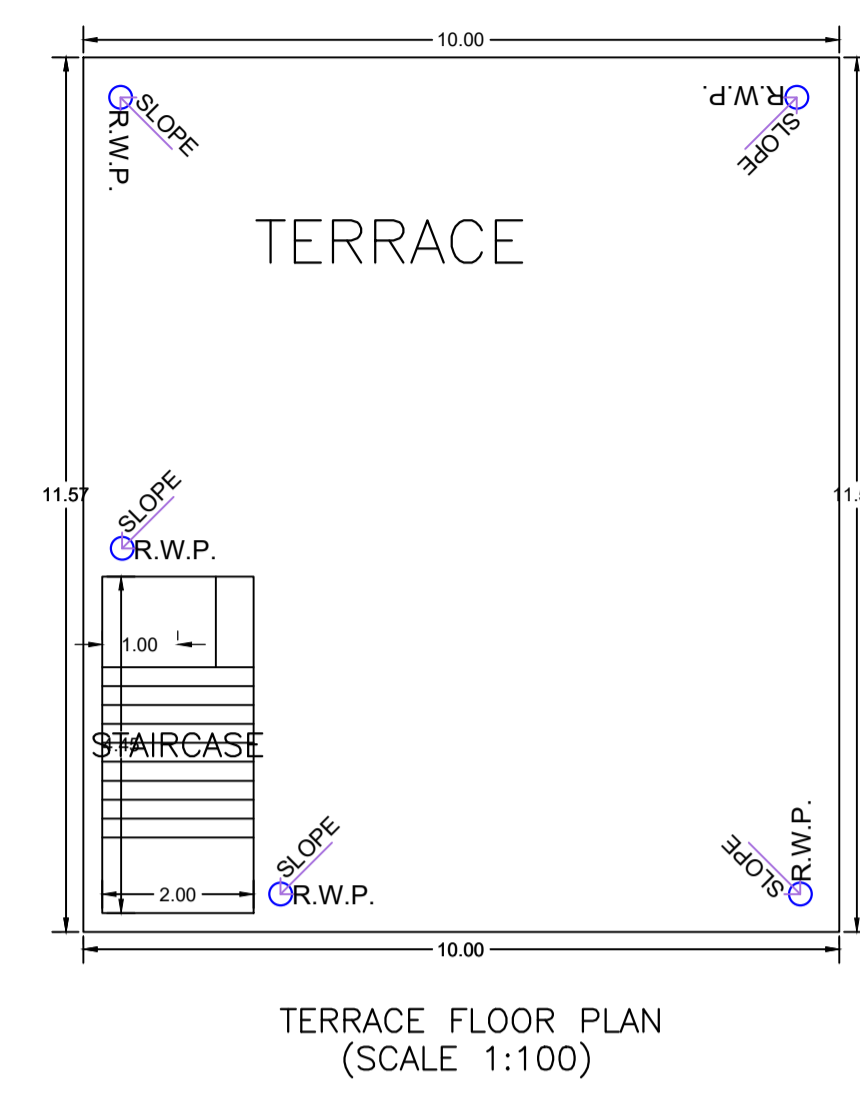 10.00
SLOPE
R.W.P.
R.W.P.
SLOPE
TERRACE
11.57
SLOPE
R.W.P.
1.00
STAIRCASE
SLOPE
2.00
R.W.P.
SLOPE
R.W.P.
10.00
TERRACE FLOOR PLAN
(SCALE 1:100)